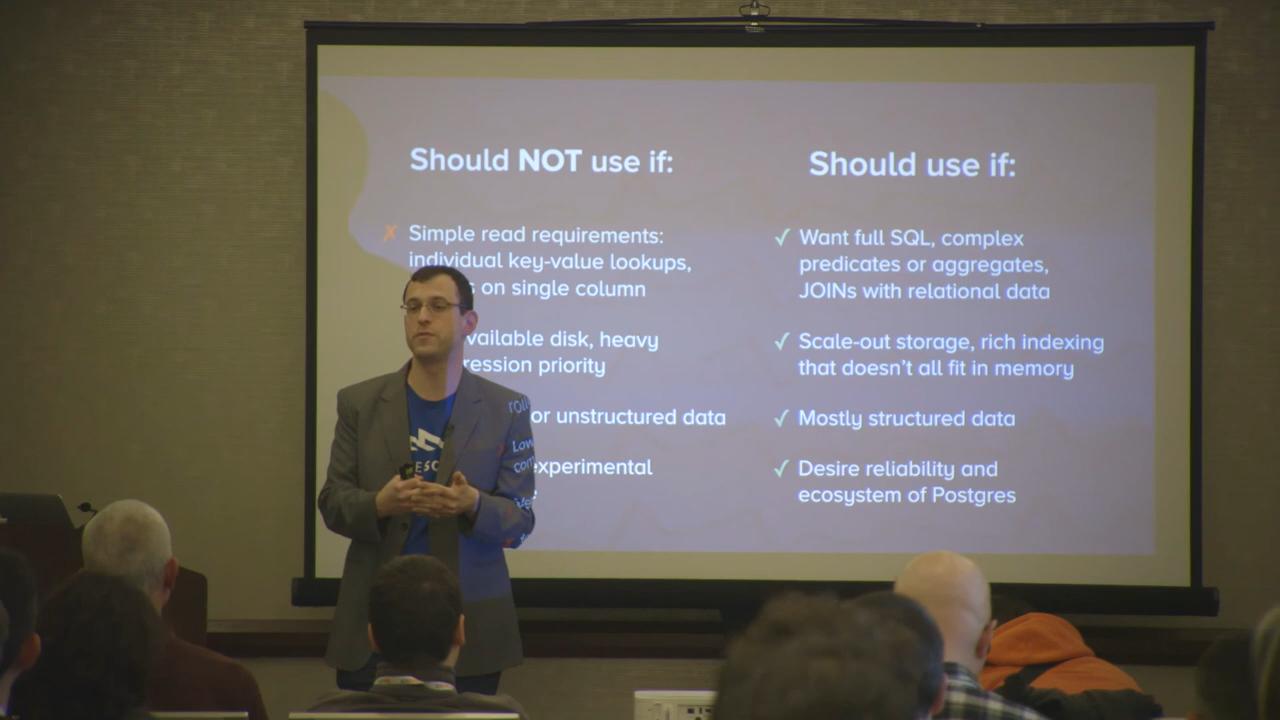 Should NOT use if:
✗ Simple read requirements:
individual key-value lookups,
on single column
available disk, heavy
priority
or unstructured data
experimental
Should use if:
✓ Want full SQL, complex
predicates or aggregates,
JOINs with relational data
✓ Scale-out storage, rich indexing
that doesn't all fit in memory
✓ Mostly structured data
✓ Desire reliability and
ecosystem of Postgres
Low